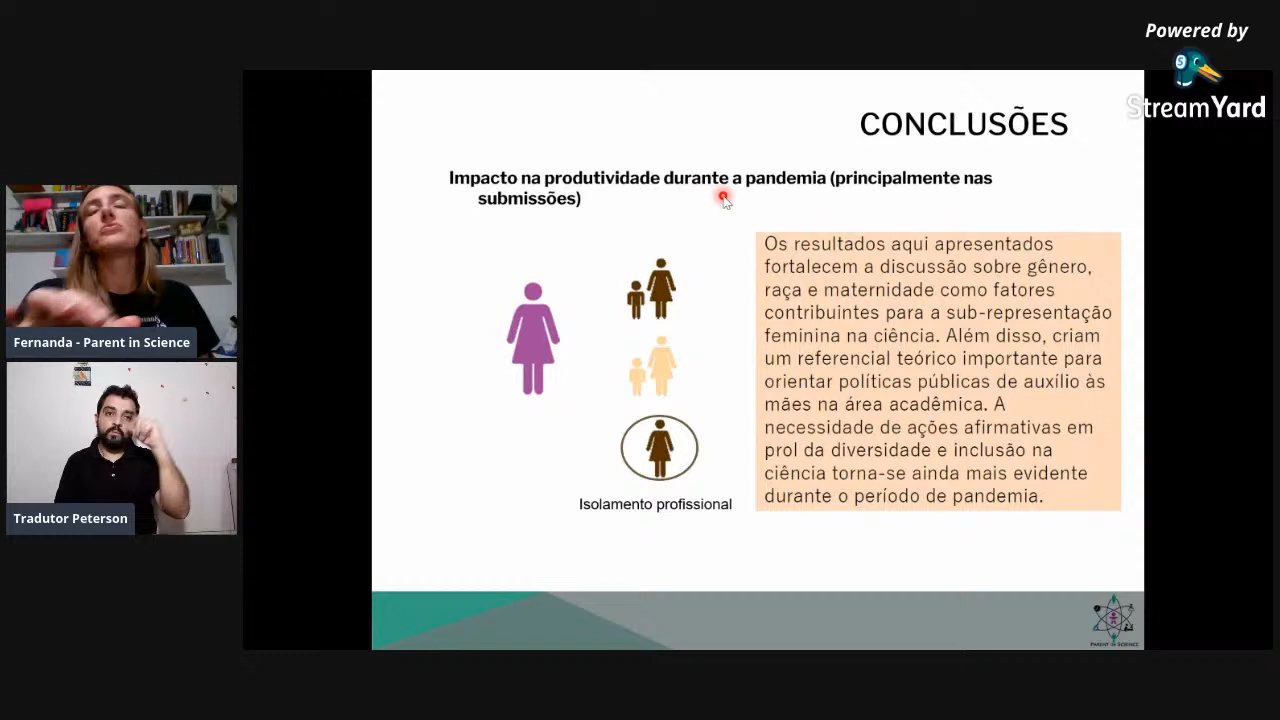 Powered by
StreamYard
CONCLUSÕES
Impacto na produtividade durante a pandemia (principalmente nas
submissões)
Os resultados aqui apresentados
fortalecem a discussão sobre gênero,
raça e maternidade como fatores
contribuintes para a sub-representação
feminina na ciência. Além disso, criam
um referencial teórico importante para
orientar políticas públicas de auxílio às
mães na área acadêmica. A
necessidade de ações afirmativas em
prol da diversidade e inclusão na
ciência torna-se ainda mais evidente
durante o período de pandemia.
Isolamento profissional
Fernanda - Parent in Science
Tradutor Peterson
PARENT IN SCIENCE